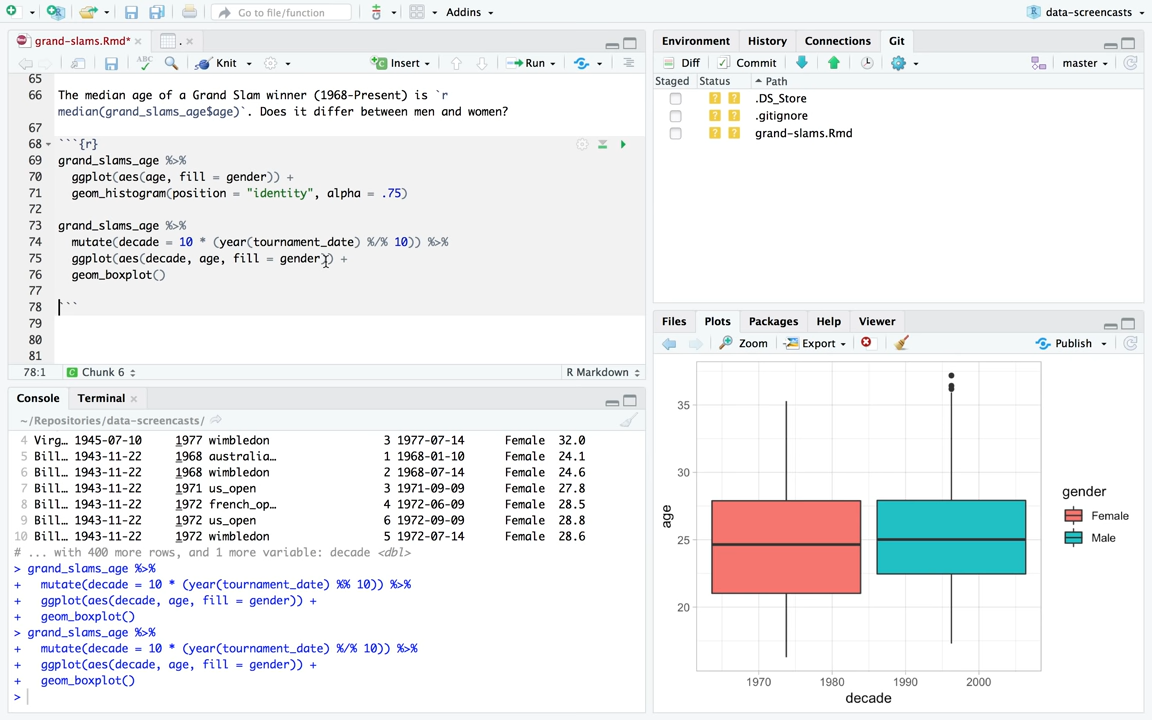 Go to file/function
Addins
data-screencasts
grand-slams.Rmd*
.
Knit
Insert
Run
65
66 The median age of a Grand Slam winner (1968-Present) is `r
median(grand_slams_age$age)`. Does it differ between men and women?
67
68 ```{r}
69 grand_slams_age %>%
70 ggplot(aes(age, fill = gender)) +
71 geom_histogram(position = "identity", alpha = .75)
72
73 grand_slams_age %>%
74 mutate(decade = 10 * (year(tournament_date) %/% 10)) %>%
75 ggplot(aes(decade, age, fill = gender)) +
76 geom_boxplot()
77
78 ```
79
80
81
78:1 C Chunk 6 R Markdown
Console Terminal
~/Repositories/data-screencasts/
4 Virg… 1945-07-10 1977 wimbledon 3 1977-07-14 Female 32.0
5 Bill… 1943-11-22 1968 australia… 1 1968-01-10 Female 24.1
6 Bill… 1943-11-22 1968 wimbledon 2 1968-07-14 Female 24.6
7 Bill… 1943-11-22 1971 us_open 3 1971-09-09 Female 27.8
8 Bill… 1943-11-22 1972 french_op… 4 1972-06-09 Female 28.5
9 Bill… 1943-11-22 1972 us_open 6 1972-09-09 Female 28.8
10 Bill… 1943-11-22 1972 wimbledon 5 1972-07-14 Female 28.6
# ... with 400 more rows, and 1 more variable: decade <dbl>
> grand_slams_age %>%
+ mutate(decade = 10 * (year(tournament_date) %% 10)) %>%
+ ggplot(aes(decade, age, fill = gender)) +
+ geom_boxplot()
> grand_slams_age %>%
+ mutate(decade = 10 * (year(tournament_date) %/% 10)) %>%
+ ggplot(aes(decade, age, fill = gender)) +
+ geom_boxplot()
>
Environment History Connections Git
Diff Commit master
Staged Status Path
? ? .DS_Store
? ? .gitignore
? ? grand-slams.Rmd
Files Plots Packages Help Viewer
Zoom Export Publish
35
30
25
20
age
1970 1980 1990 2000
decade
gender
Female
Male